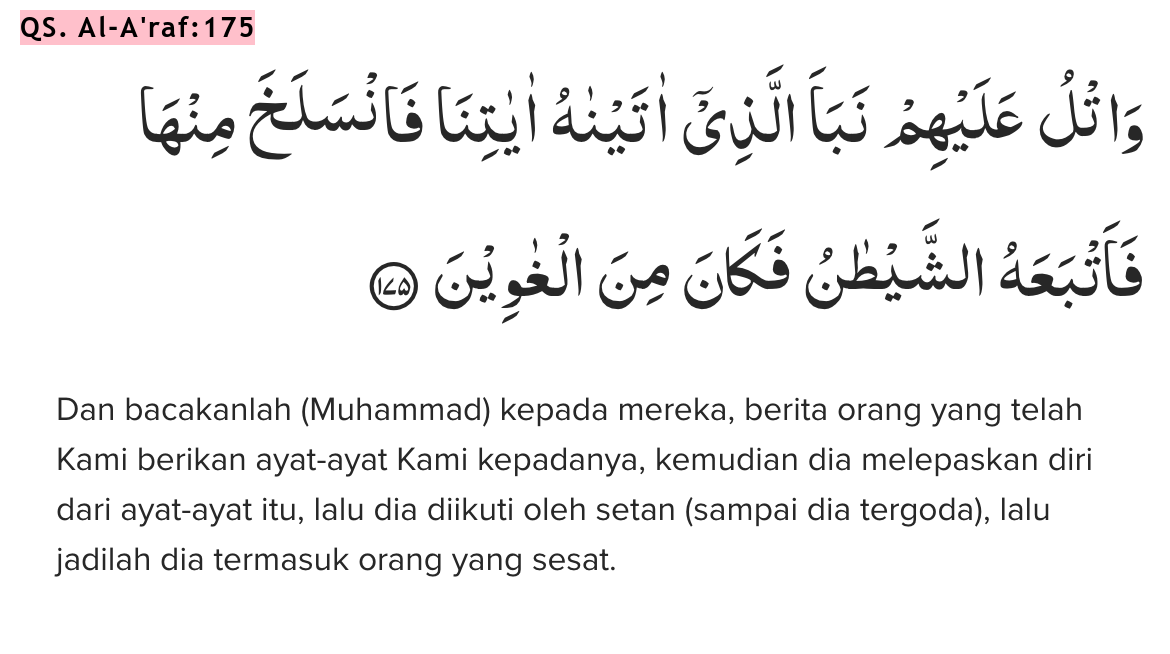 QS. Al-A'raf:175
وَاتْلُ عَلَيْهِمْ نَبَاَ الَّذِيْٓ اٰتَيْنٰهُ اٰيٰتِنَا فَانْسَلَخَ مِنْهَا
فَاَتْبَعَهُ الشَّيْطٰنُ فَكَانَ مِنَ الْغٰوِيْنَ ١٧٥
Dan bacakanlah (Muhammad) kepada mereka, berita orang yang telah
Kami berikan ayat-ayat Kami kepadanya, kemudian dia melepaskan diri
dari ayat-ayat itu, lalu dia diikuti oleh setan (sampai dia tergoda), lalu
jadilah dia termasuk orang yang sesat.